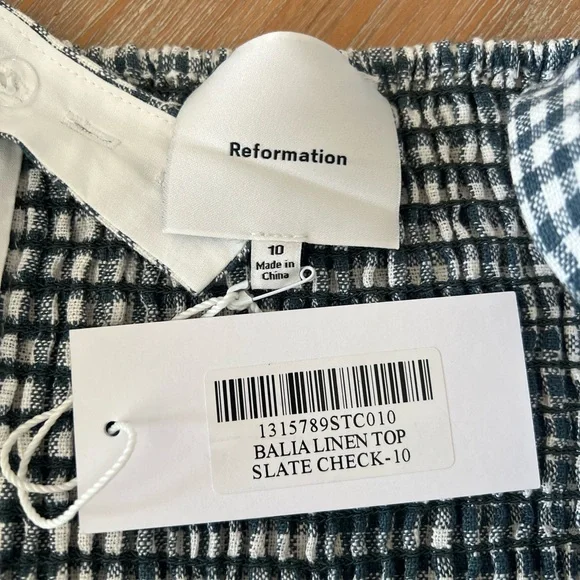 Reformation
10
Made in
China
1315789STC010
BALIA LINEN TOP
SLATE CHECK-10